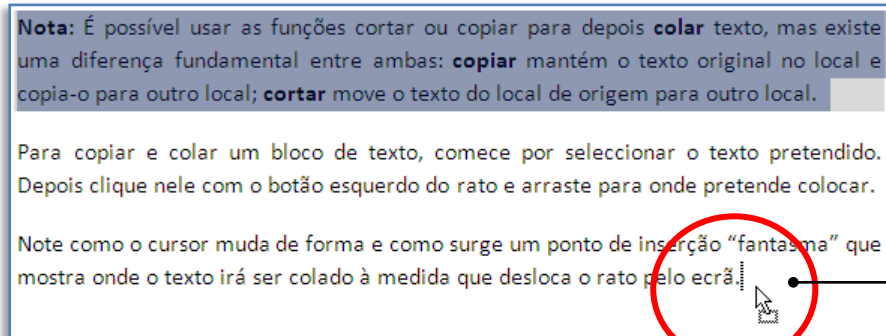 Nota: É possível usar as funções cortar ou copiar para depois colar texto, mas existe
uma diferença fundamental entre ambas: copiar mantém o texto original no local e
copia-o para outro local; cortar move o texto do local de origem para outro local.
Para copiar e colar um bloco de texto, comece por seleccionar o texto pretendido.
Depois clique nele com o botão esquerdo do rato e arraste para onde pretende colocar.
Note como o cursor muda de forma e como surge um ponto de inserção “fantasma” que
mostra onde o texto irá ser colado à medida que desloca o rato pelo ecrã.